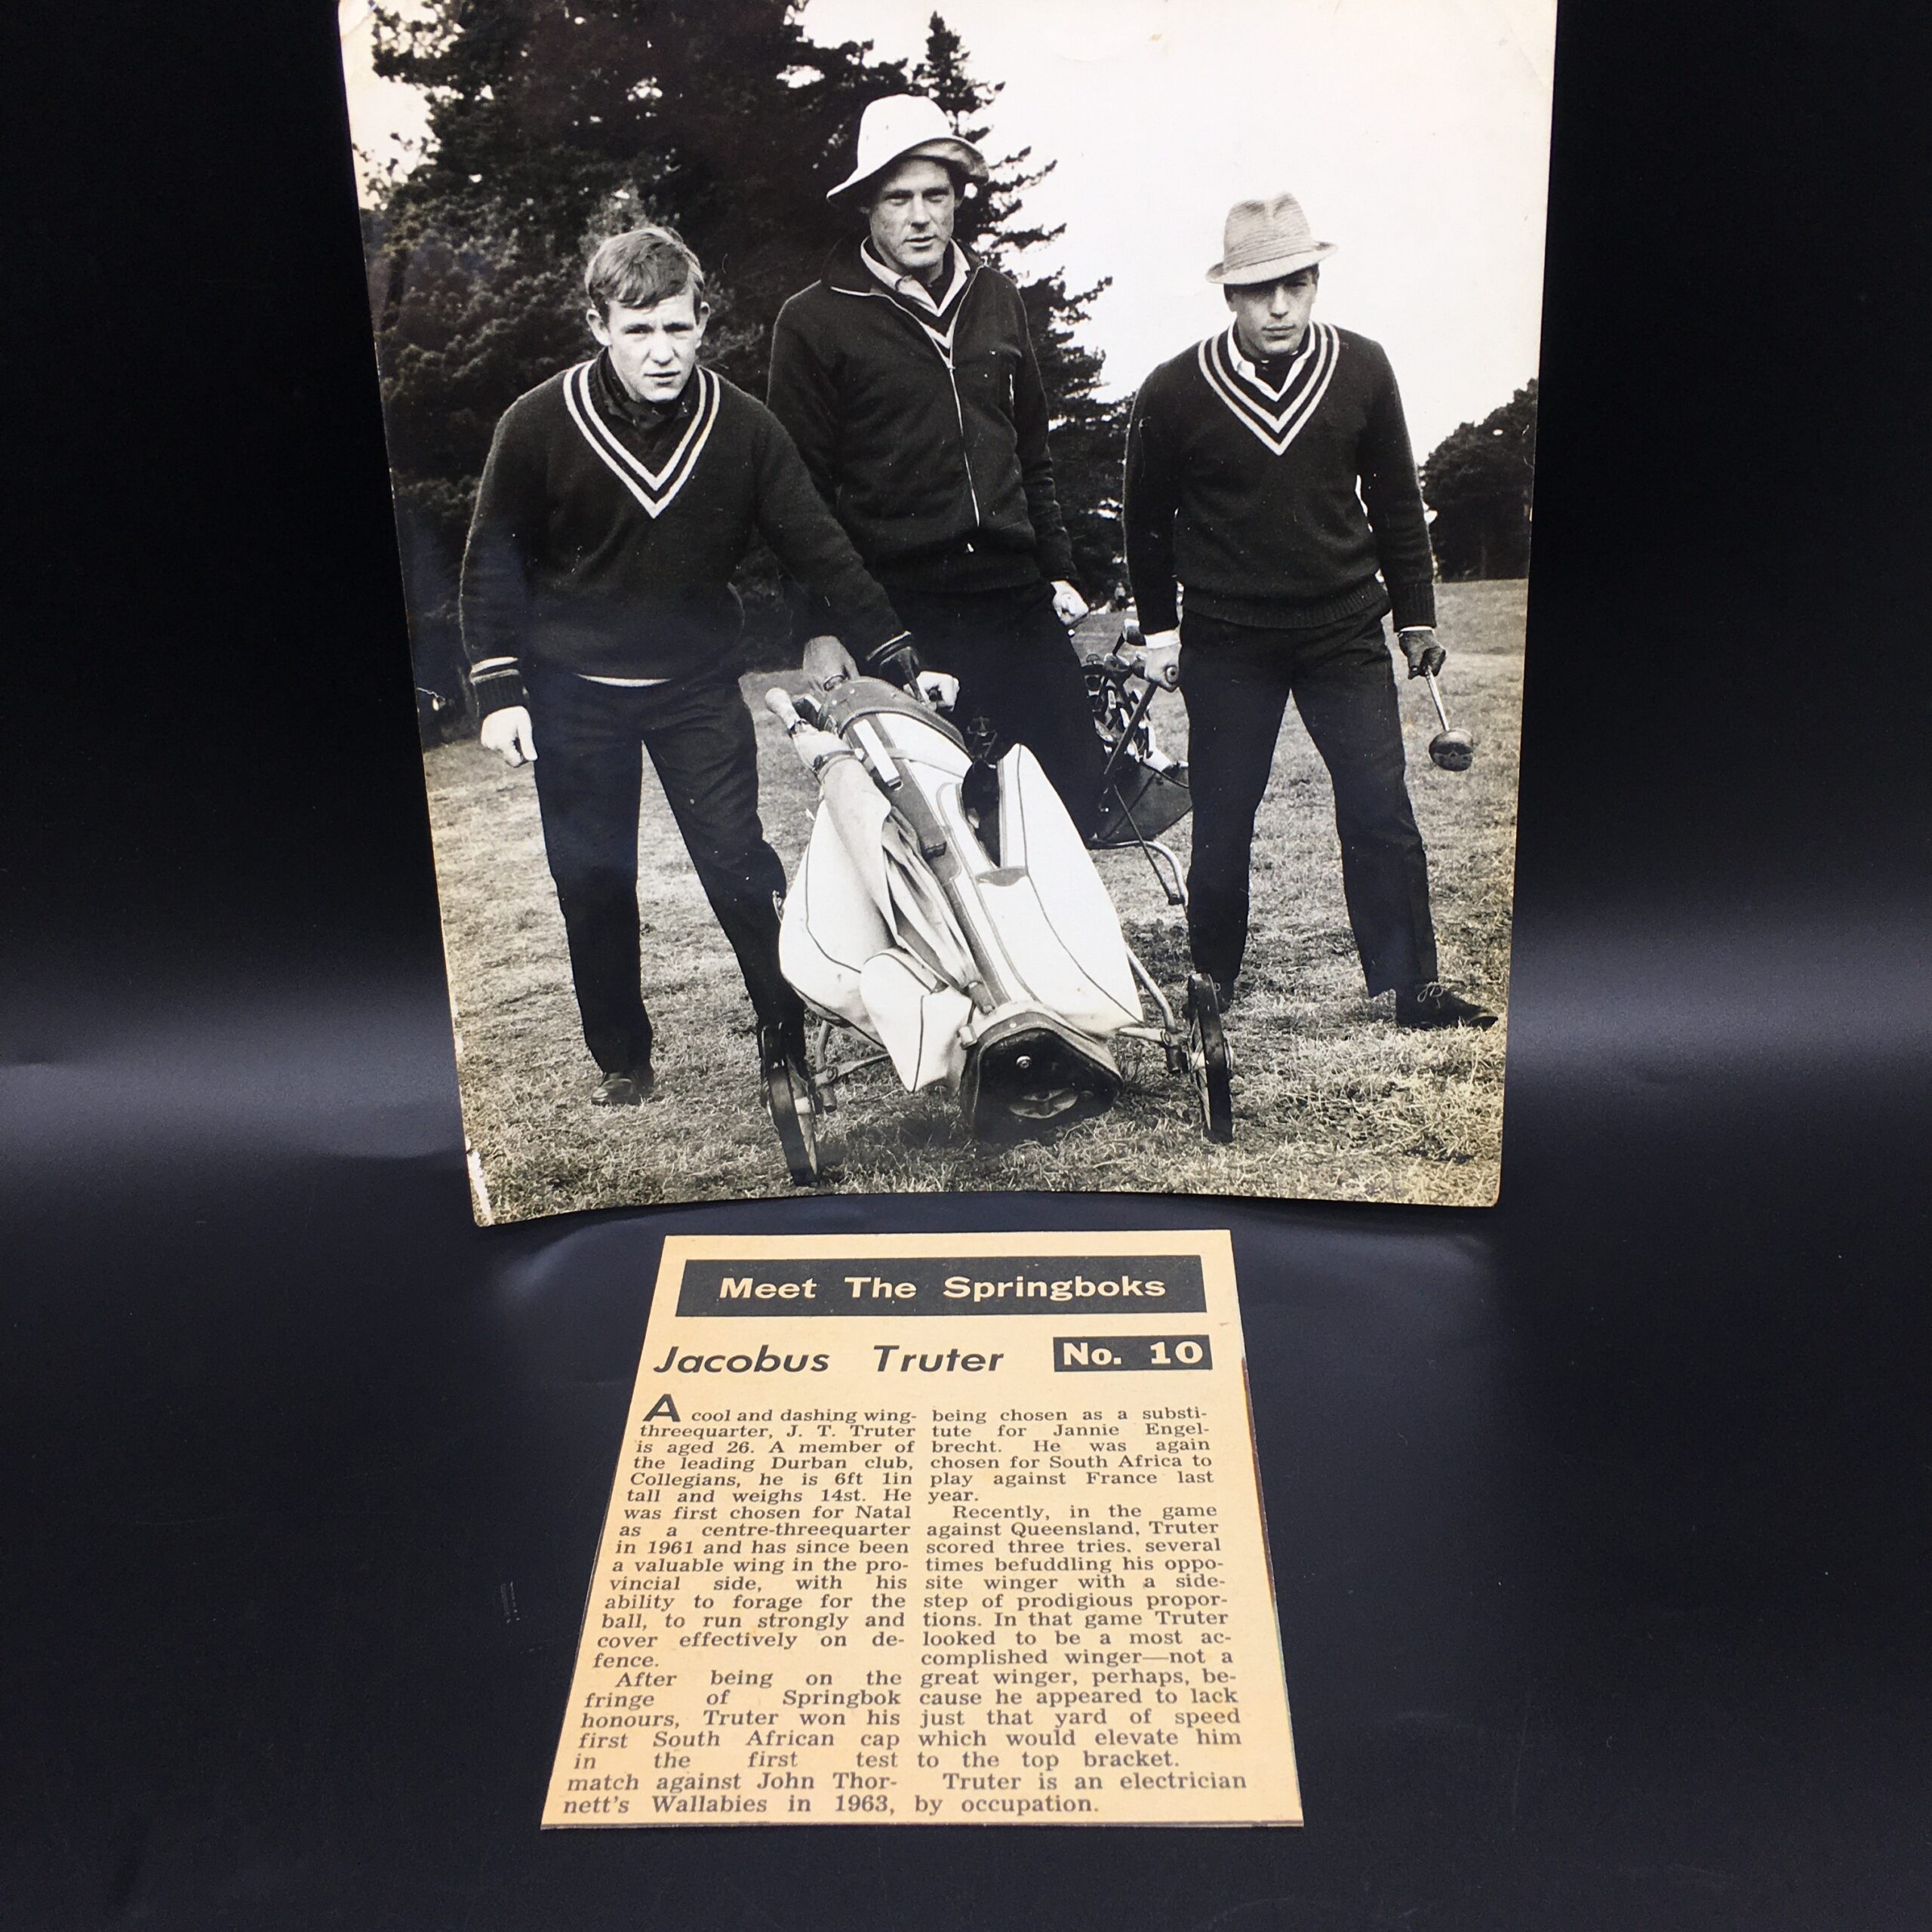 Meet The Springboks
Jacobus Truter
No. 10
A cool and dashing wing-
threequarter, J. T. Truter
is aged 26. A member of
the leading Durban club,
Collegians, he is 6ft 1in
tall and weighs 14st. He
was first chosen for Natal
as a centre-threequarter
in 1961 and has since been
a valuable wing in the pro-
vincial side, with his
ability to forage for the
ball, to run strongly and
cover effectively on de-
fence.
After being on the
fringe of Springbok
honours, Truter won his
first South African cap
in the first test
match against John Thor-
nett's Wallabies in 1963,
being chosen as a substi-
tute for Jannie Engel-
brecht. He was again
chosen for South Africa to
play against France last
year.
Recently, in the game
against Queensland, Truter
scored three tries, several
times befuddling his oppo-
site winger with a side-
step of prodigious propor-
tions. In that game Truter
looked to be a most ac-
complished winger—not a
great winger, perhaps, be-
cause he appeared to lack
just that yard of speed
which would elevate him
to the top bracket.
Truter is an electrician
by occupation.